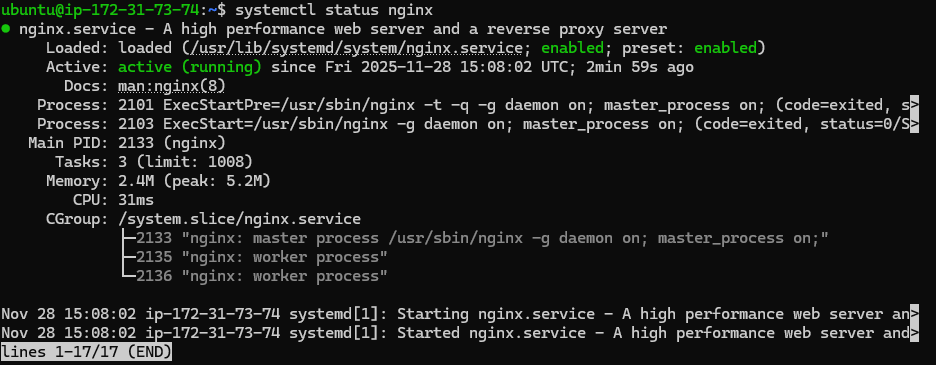 ubuntu@ip-172-31-73-74:~$ systemctl status nginx
● nginx.service - A high performance web server and a reverse proxy server
     Loaded: loaded (/usr/lib/systemd/system/nginx.service; enabled; preset: enabled)
     Active: active (running) since Fri 2025-11-28 15:08:02 UTC; 2min 59s ago
       Docs: man:nginx(8)
    Process: 2101 ExecStartPre=/usr/sbin/nginx -t -q -g daemon on; master_process on; (code=exited, s>
    Process: 2103 ExecStart=/usr/sbin/nginx -g daemon on; master_process on; (code=exited, status=0/S>
   Main PID: 2133 (nginx)
      Tasks: 3 (limit: 1008)
     Memory: 2.4M (peak: 5.2M)
        CPU: 31ms
     CGroup: /system.slice/nginx.service
             ├─2133 "nginx: master process /usr/sbin/nginx -g daemon on; master_process on;"
             ├─2135 "nginx: worker process"
             └─2136 "nginx: worker process"

Nov 28 15:08:02 ip-172-31-73-74 systemd[1]: Starting nginx.service - A high performance web server an>
Nov 28 15:08:02 ip-172-31-73-74 systemd[1]: Started nginx.service - A high performance web server and>
lines 1-17/17 (END)